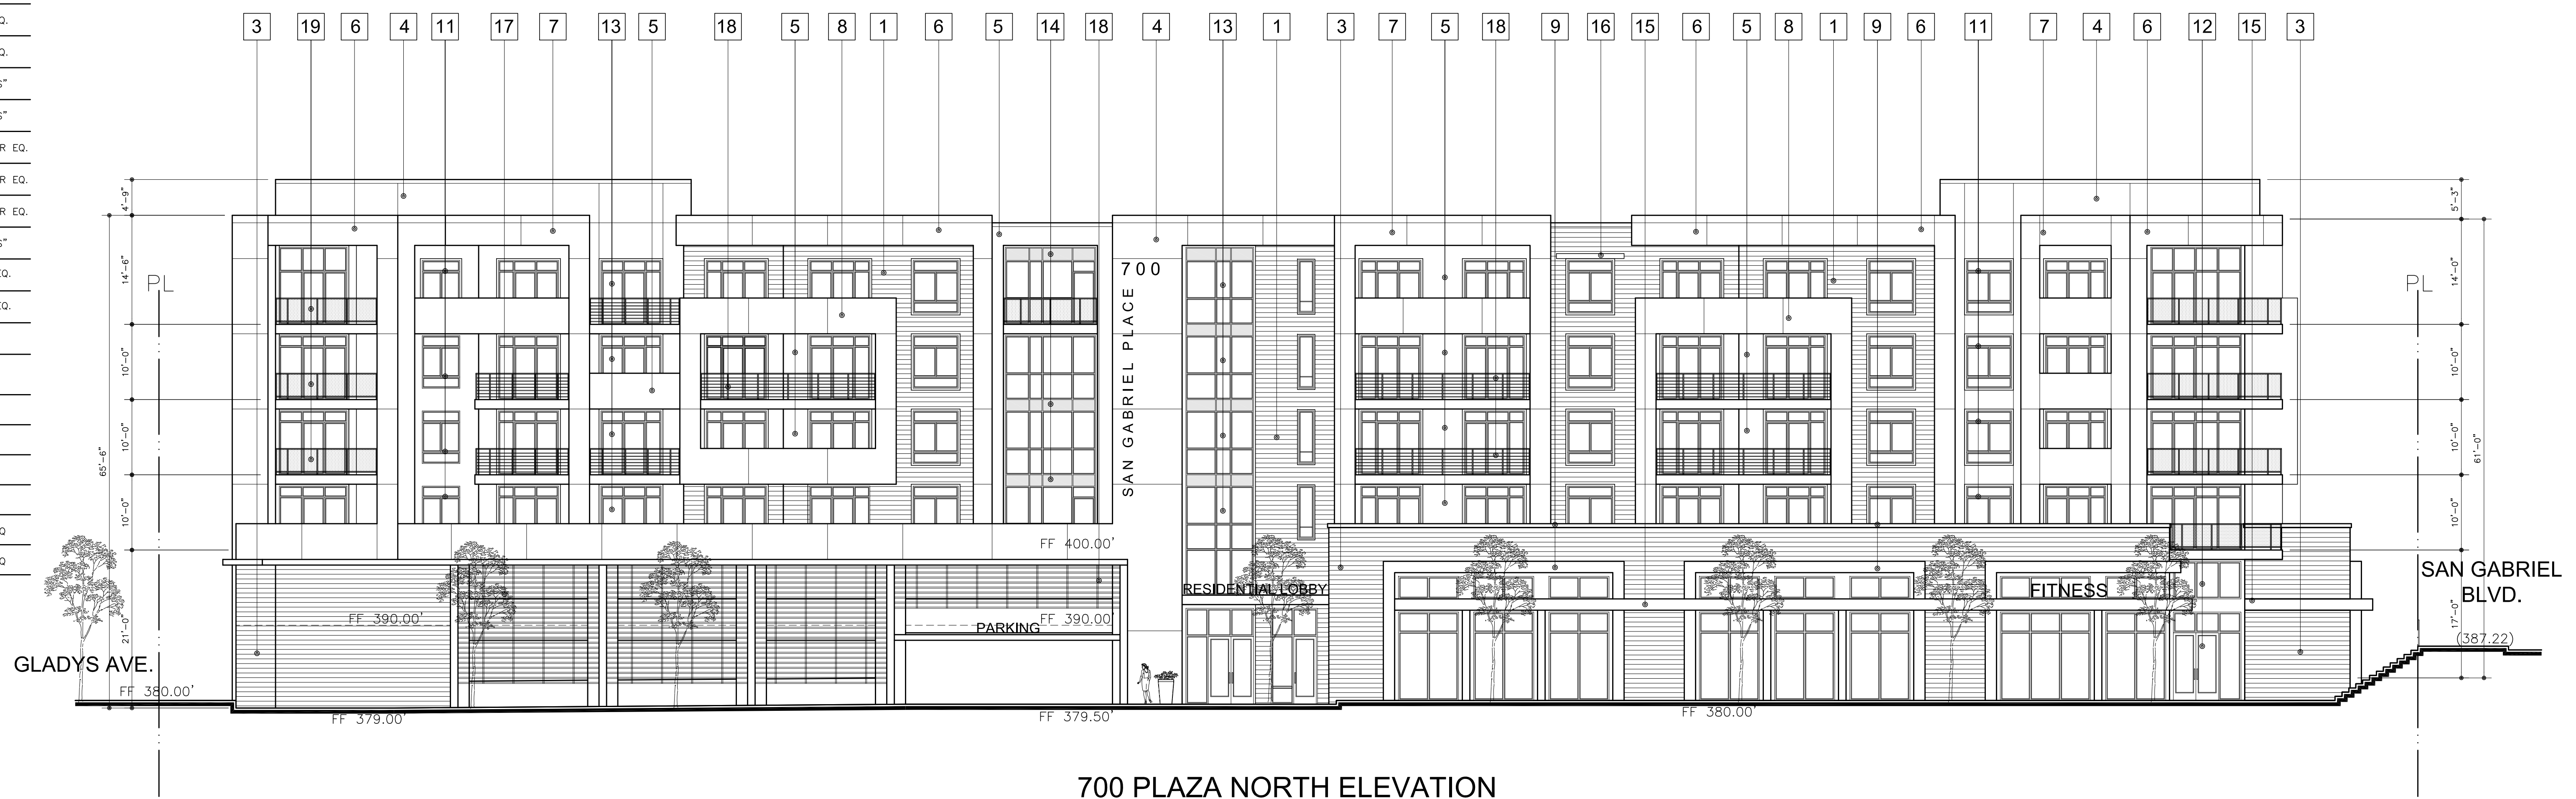 Q.
Q.
S"
S"
R EQ.
R EQ.
R EQ.
S"
EQ.
EQ.
Q
Q
3 19 6 4 11 17 7 13 5 18 5 8 1 6 5 14 18 4 13 1 3 7 5 18 9 16 15 6 5 8 1 9 6 11 7 4 6 12 15 3
4'-9"
14'-6"
10'-0"
10'-0"
10'-0"
21'-0"
65'-6"
PL
GLADYS AVE.
FF 380.00'
FF 379.00'
FF 390.00'
FF 400.00'
FF 390.00'
PARKING
FF 379.50'
700
SAN GABRIEL PLACE
RESIDENTIAL LOBBY
FITNESS
FF 380.00'
5'-3"
14'-0"
10'-0"
10'-0"
10'-0"
17'-0"
61'-0"
PL
SAN GABRIEL
BLVD.
(387.22)
700 PLAZA NORTH ELEVATION